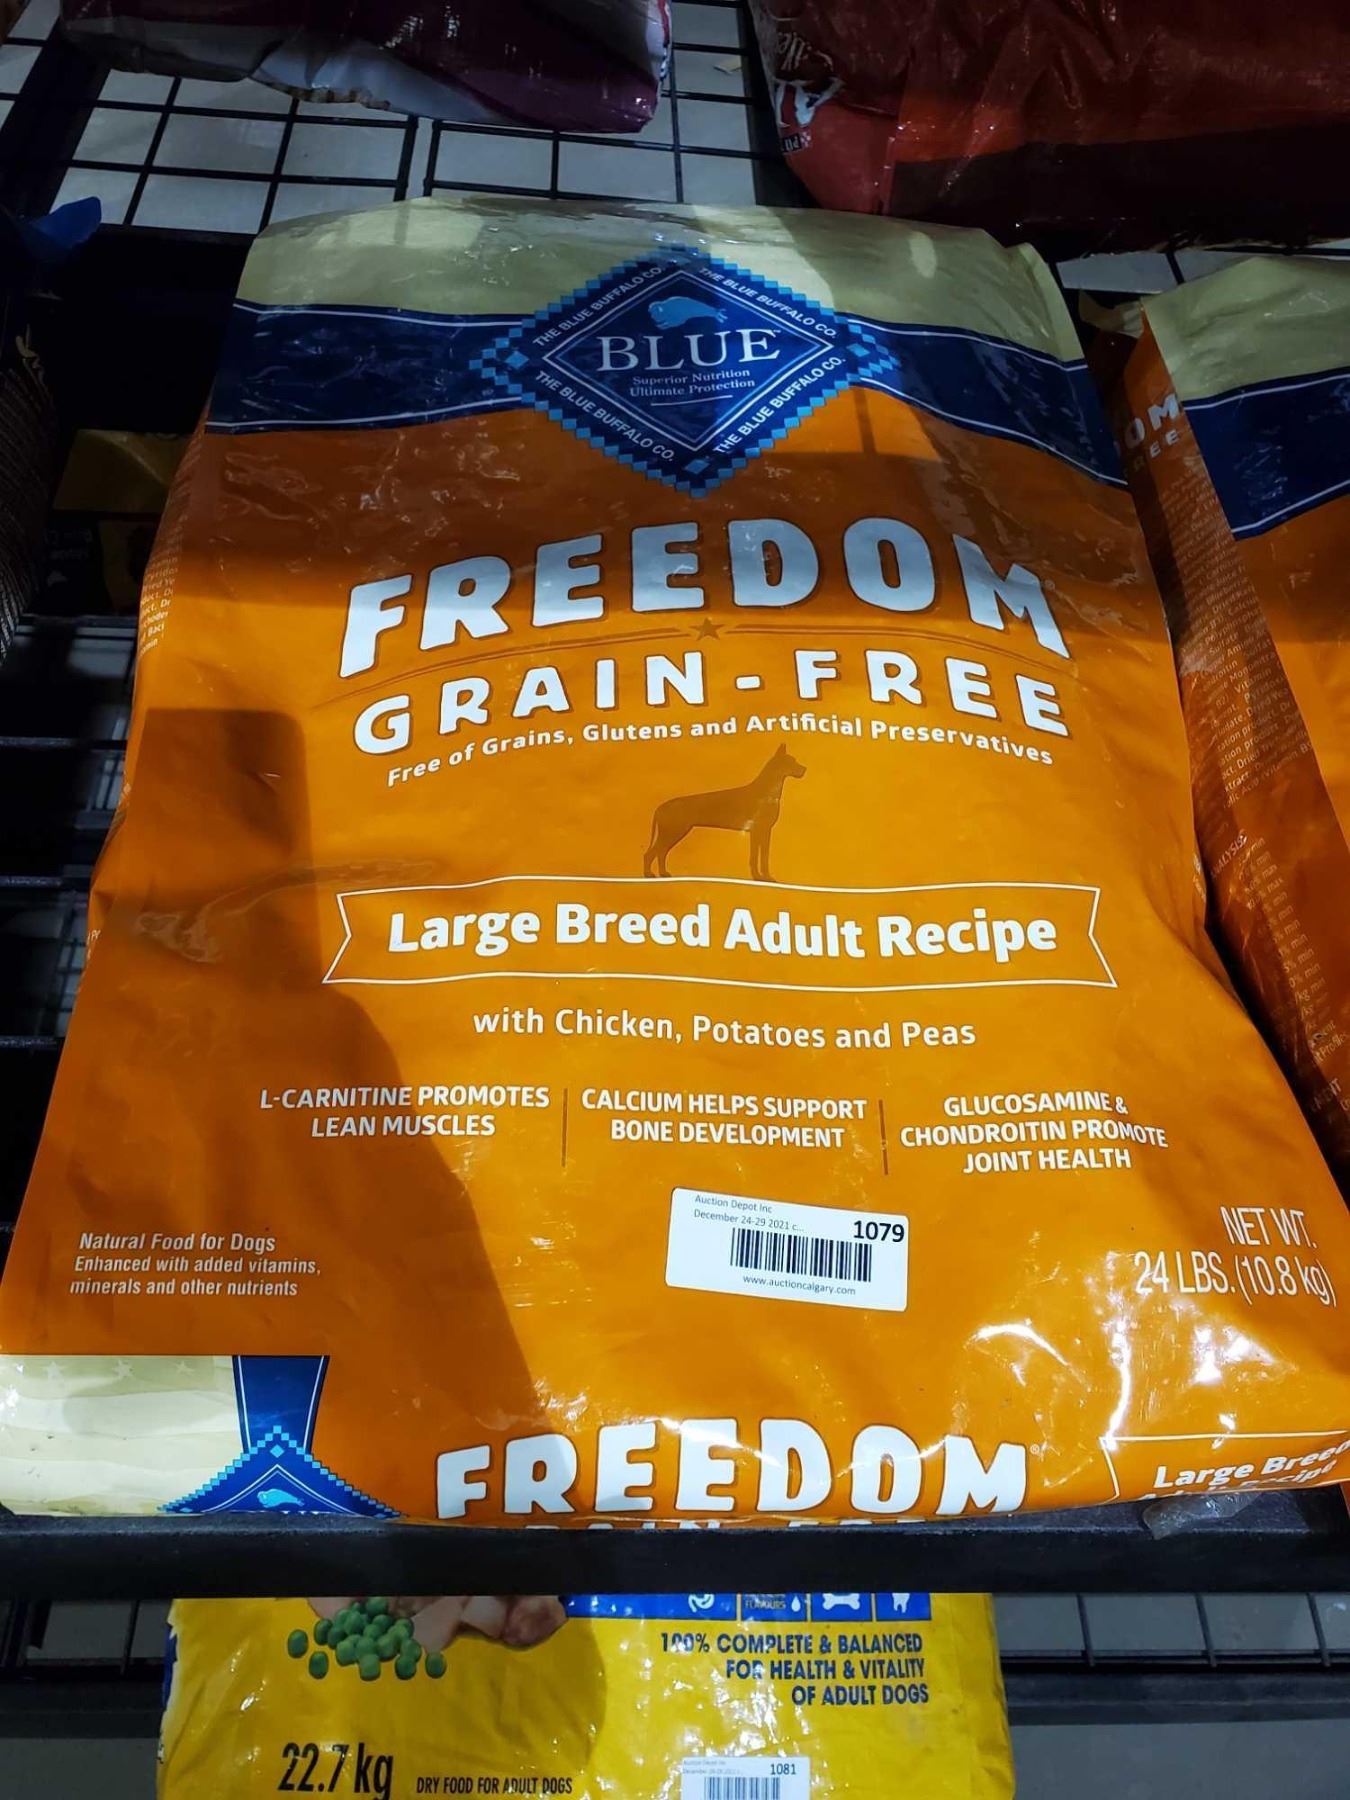 THE BLUE BUFFALO CO.
THE BLUE BUFFALO CO.
BLUE™
Superior Nutrition
Ultimate Protection
THE BLUE BUFFALO CO.
THE BLUE BUFFALO CO.
FREEDOM®
GRAIN-FREE
Free of Grains, Glutens and Artificial Preservatives
Large Breed Adult Recipe
with Chicken, Potatoes and Peas
L-CARNITINE PROMOTES
LEAN MUSCLES
CALCIUM HELPS SUPPORT
BONE DEVELOPMENT
GLUCOSAMINE &
CHONDROITIN PROMOTE
JOINT HEALTH
Auction Depot Inc
December 24-29 2021 c...
1079
www.auctioncalgary.com
Natural Food for Dogs
Enhanced with added vitamins,
minerals and other nutrients
NET WT.
24 LBS. (10.8 kg)
FREEDOM®
Large Breed
100% COMPLETE & BALANCED
FOR HEALTH & VITALITY
OF ADULT DOGS
22.7 kg
DRY FOOD FOR ADULT DOGS
1081